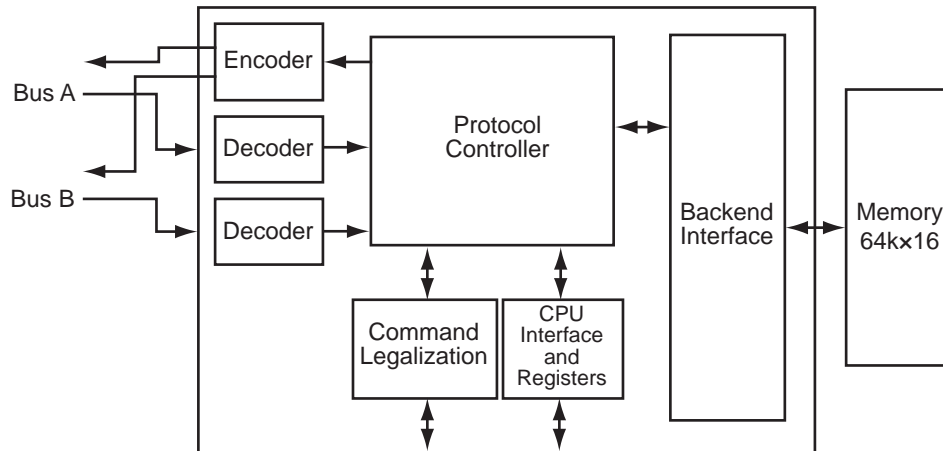 Encoder
Bus A
Decoder
Protocol
Controller
Bus B
Decoder
Backend
Interface
Memory
64k×16
Command
Legalization
CPU
Interface
and
Registers